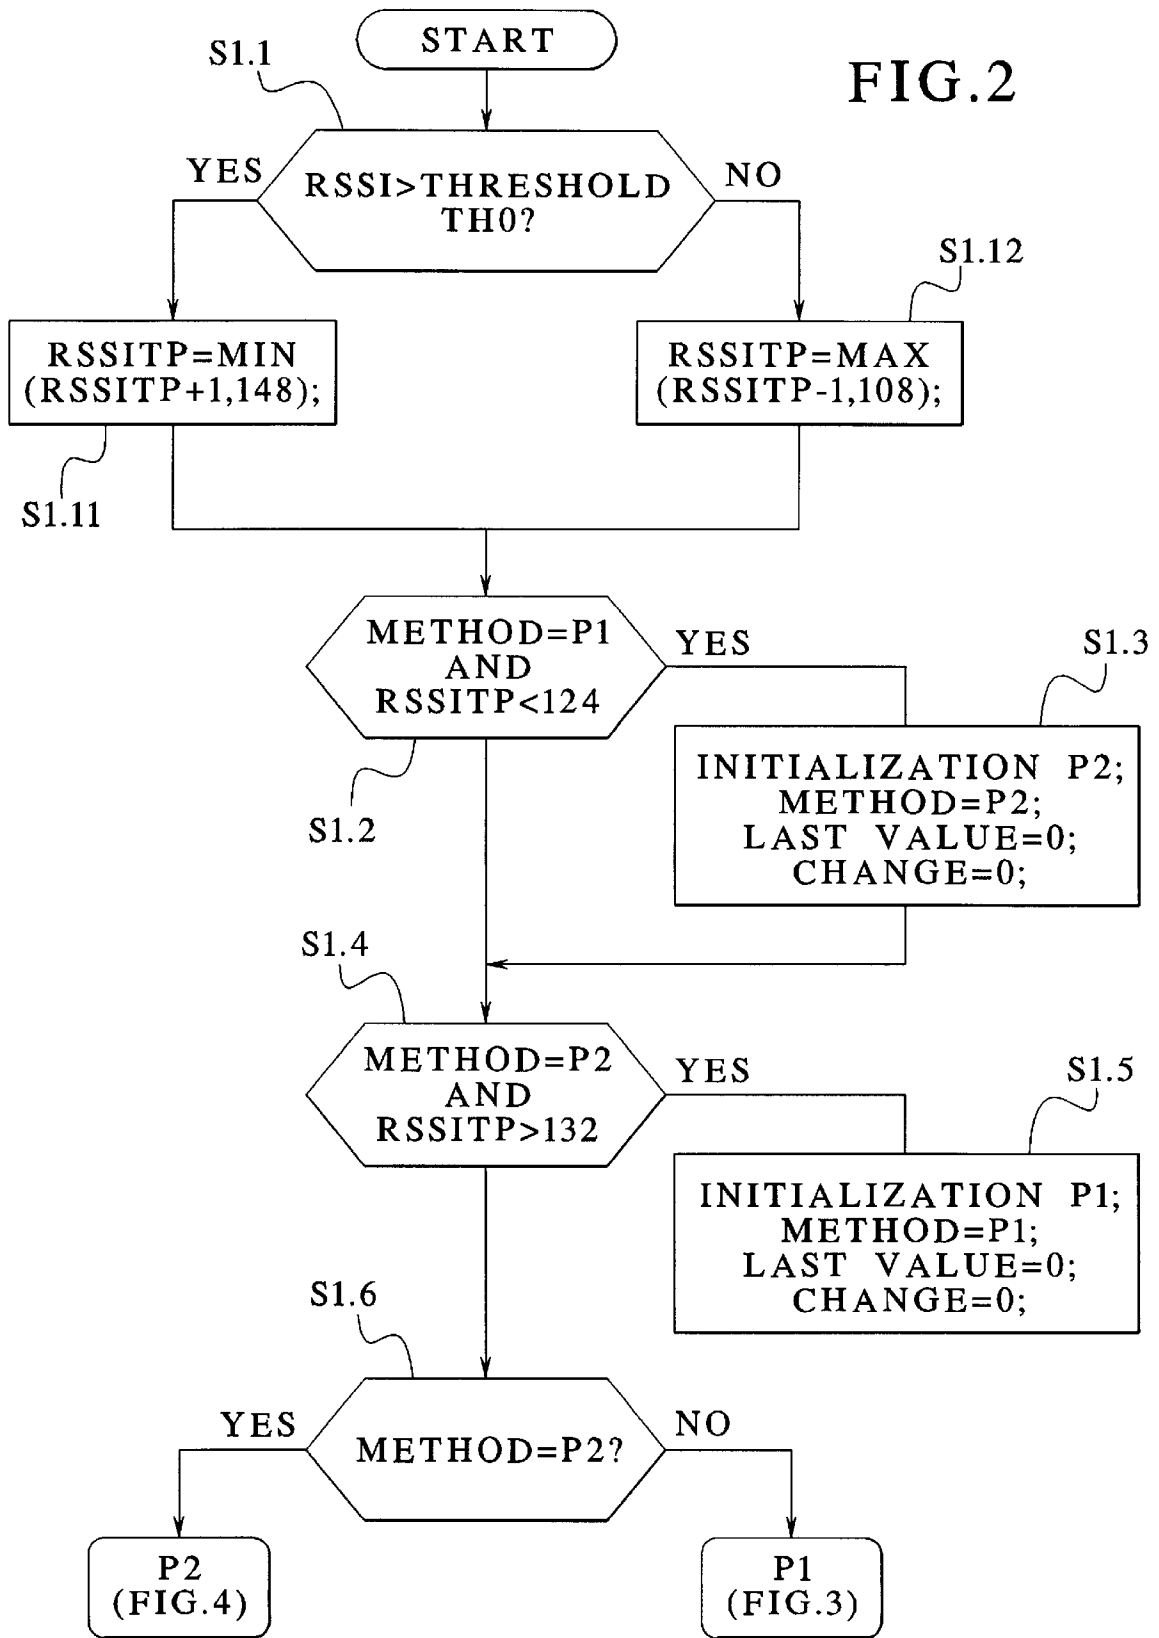 START
FIG.2
S1.1
YES
NO
RSSI>THRESHOLD
TH0?
S1.12
RSSITP=MIN
(RSSITP+1,148);
RSSITP=MAX
(RSSITP-1,108);
S1.11
METHOD=P1
AND
RSSITP<124
YES
S1.3
S1.2
INITIALIZATION P2;
METHOD=P2;
LAST VALUE=0;
CHANGE=0;
S1.4
METHOD=P2
AND
RSSITP>132
YES
S1.5
INITIALIZATION P1;
METHOD=P1;
LAST VALUE=0;
CHANGE=0;
S1.6
YES
NO
METHOD=P2?
P2
(FIG.4)
P1
(FIG.3)